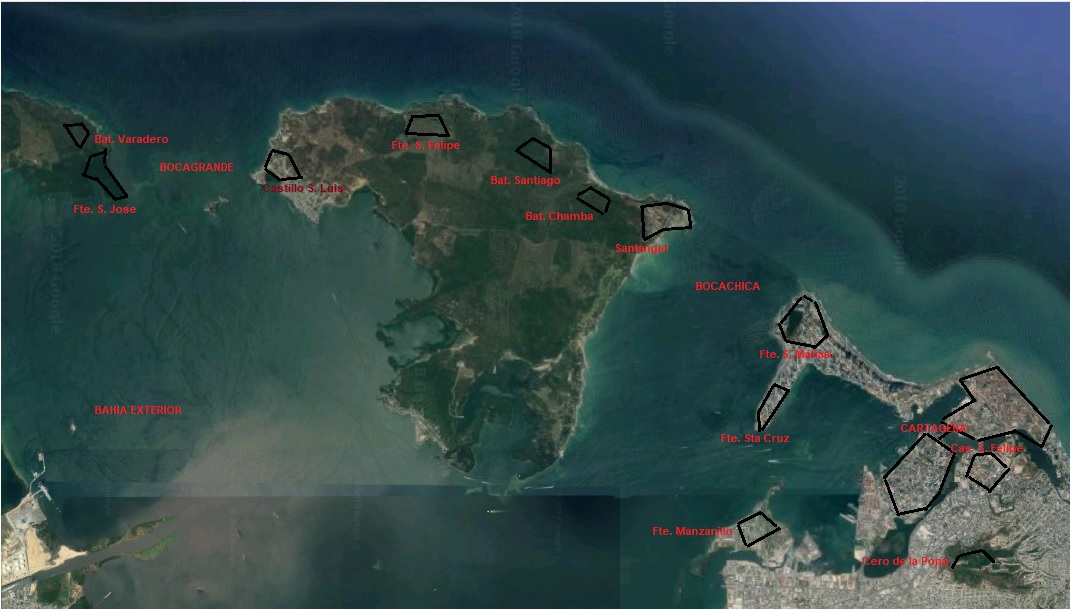 Bat. Varadero
BOCAGRANDE
Fte. S. Felipe
Castillo S. Luis
Fte. S. Jose
Bat. Santiago
Bat. Chamba
Santangel
BOCACHICA
Fte. S. Matias
BAHIA EXTERIOR
Fte. Sta Cruz
CARTAGENA
Cas. S. Felipe
Fte. Manzanillo
Cero de la Popa
Google